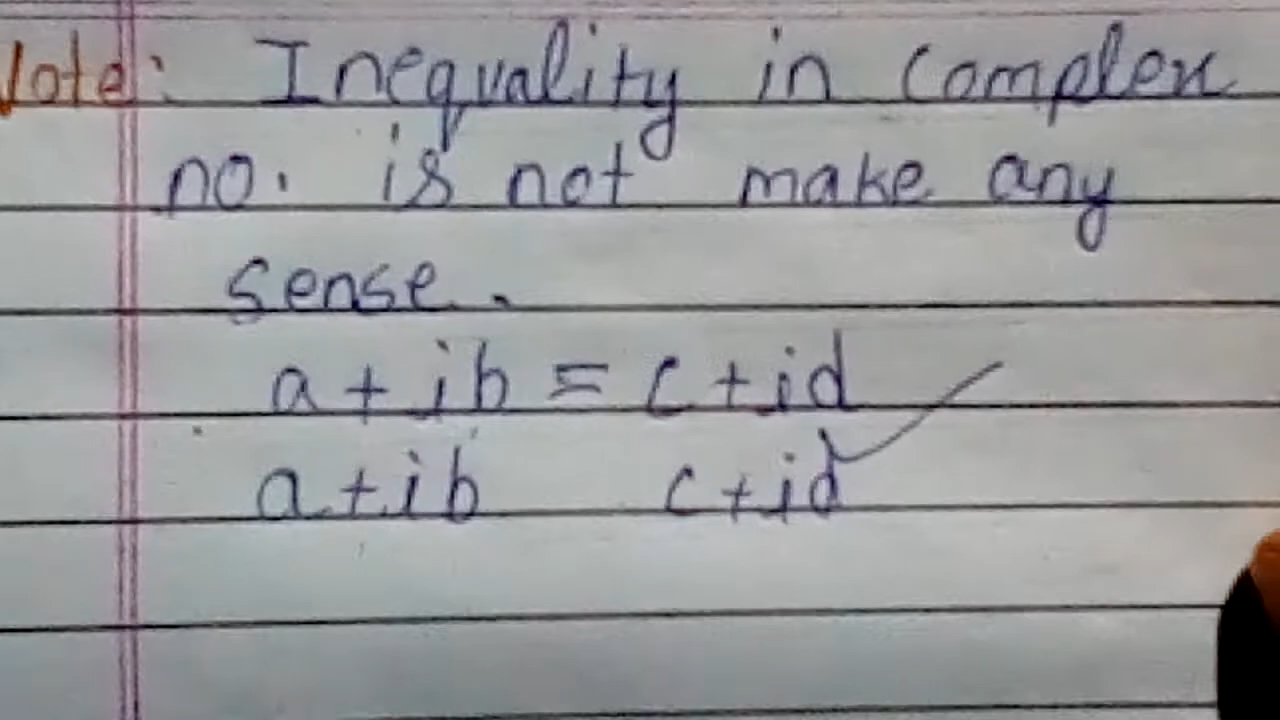 Note: Inequality in complex
no. is not make any
sense.
a + ib = c + id
a + ib c + id